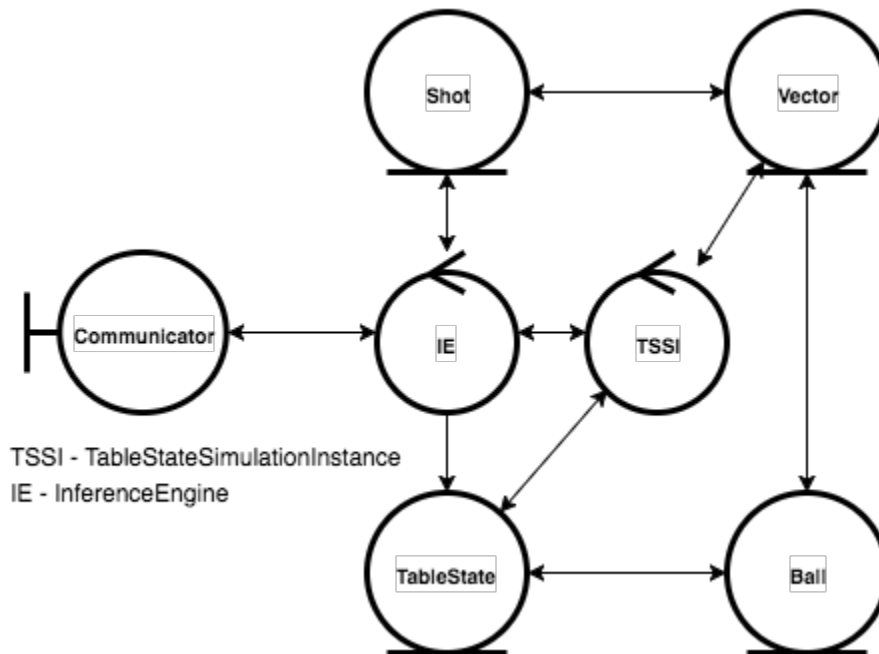 Shot
Vector
Communicator
IE
TSSI
TSSI - TableStateSimulationInstance
IE - InferenceEngine
TableState
Ball